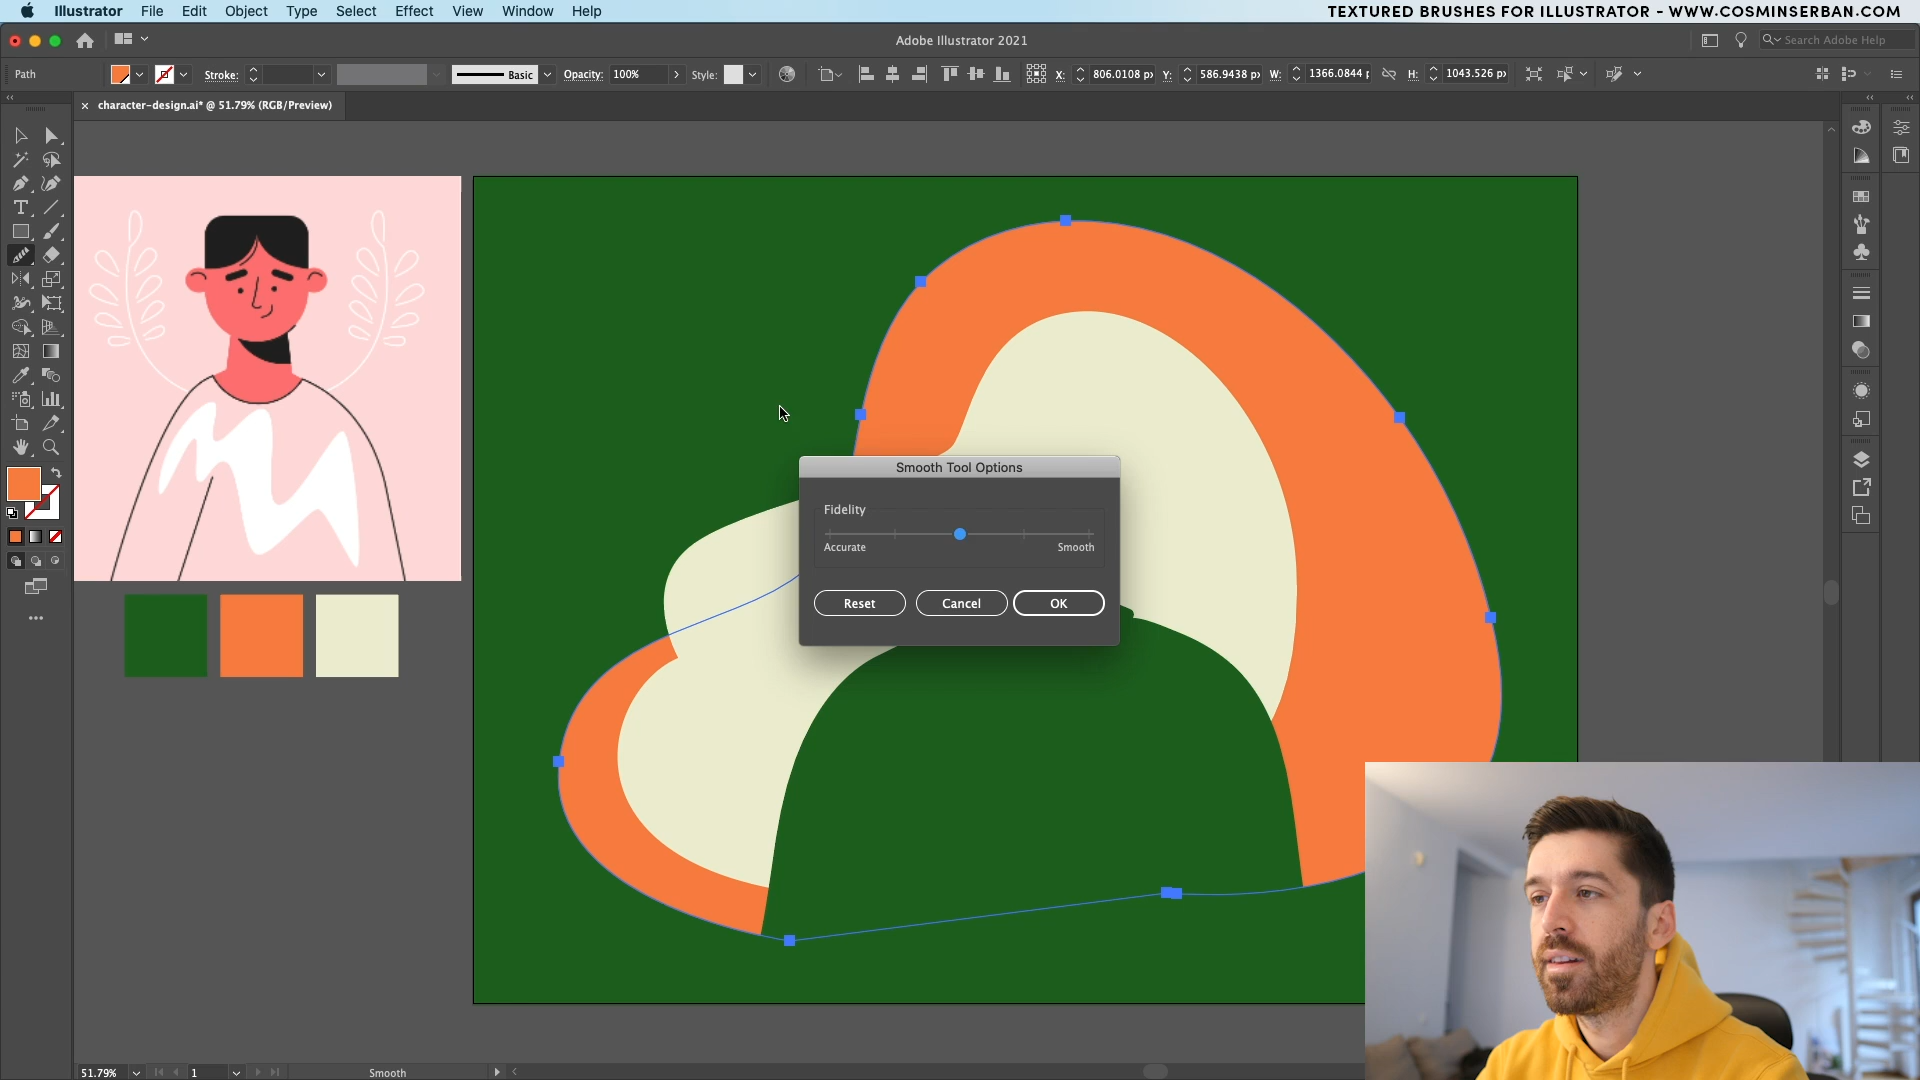 Illustrator File Edit Object Type Select Effect View Window Help
TEXTURED BRUSHES FOR ILLUSTRATOR - WWW.COSMINSERBAN.COM
Adobe Illustrator 2021
Search Adobe Help
Path
Stroke:
Basic
Opacity: 100%
Style:
X: 806.0108 px
Y: 586.9438 px
W: 1366.0844 p
H: 1043.526 px
character-design.ai* @ 51.79% (RGB/Preview)
Smooth Tool Options
Fidelity
Accurate Smooth
Reset Cancel OK
51.79%
1
Smooth